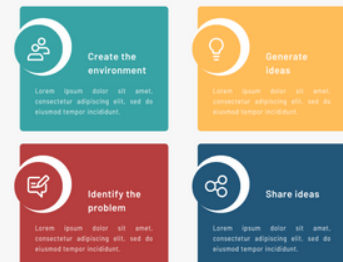 Create the
environment
Lorem ipsum dolor sit amet,
consectetur adipiscing elit, sed do
eiusmod tempor incididunt.
Generate
ideas
Lorem ipsum dolor sit amet,
consectetur adipiscing elit, sed do
eiusmod tempor incididunt.
Identify the
problem
Lorem ipsum dolor sit amet,
consectetur adipiscing elit, sed do
eiusmod tempor incididunt.
Share ideas
Lorem ipsum dolor sit amet,
consectetur adipiscing elit, sed do
eiusmod tempor incididunt.